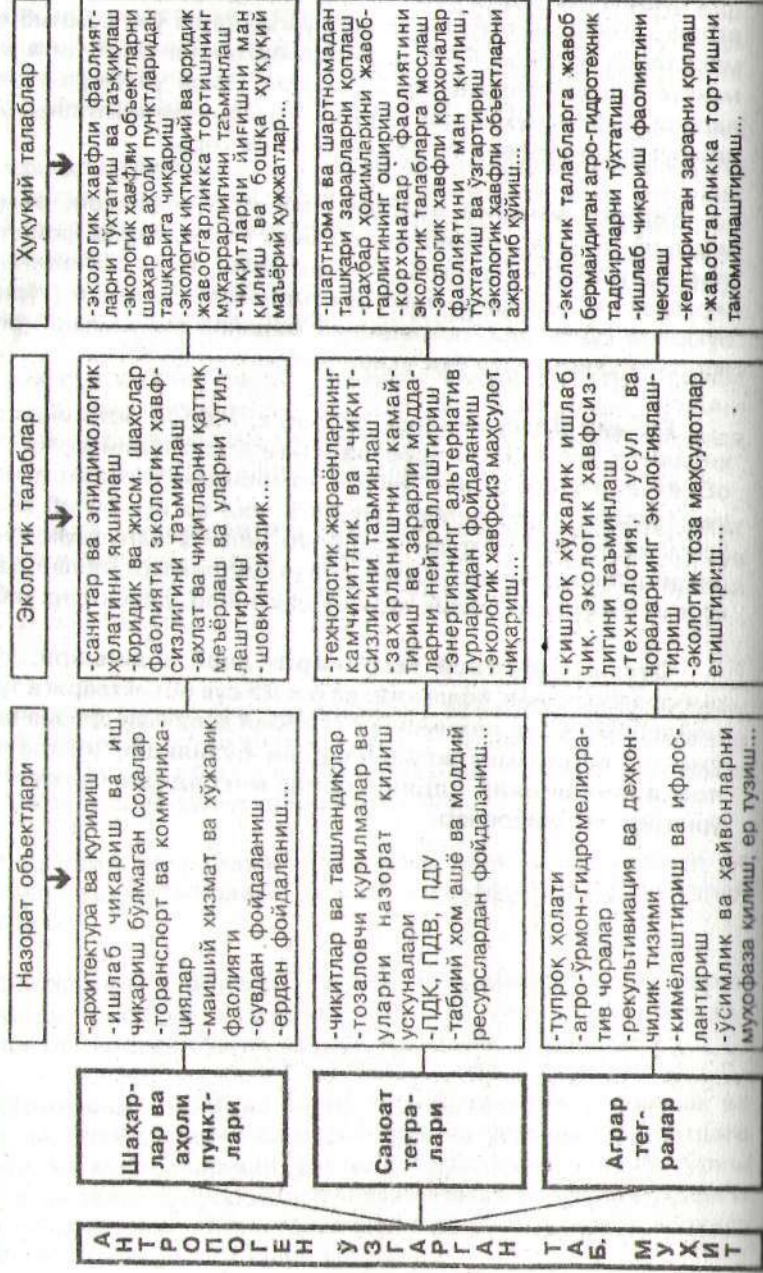 Назорат объектлари
Экологик талаблар
Хуқуқий талаблар
АНТРОПОГЕН ЎЗГАРГАН ТАБ. МУҲИТ
Шаҳар-
лар ва
аҳоли
пункт-
лари
-архитектура ва қурилиш
-ишлаб чиқариш ва иш
чиқариш бўлмаган соҳалар
-торанспорт ва коммуника-
циялар
-маиший хизмат ва хўжалик
фаолияти
-сувдан фойдаланиш
-ердан фойдаланиш ...
-санитар ва эпидимологик
ҳолатини яхшилаш
-юридик ва жисм. шахслар
фаолияти экологик хавф-
сизлигини таъминлаш
-ахлат ва чиқитларни қаттик
меъёрлаш ва уларни кутил-
лаштириш
-шовқинсизлик...
- экологик хавфли фаолият-
ларни тўхтатиш ва таъкиклаш
-экологик хавфли объектларни
шаҳар ва аҳоли пунктларидан
ташкарига чиқариш
-экологик иқтисодий ва юридик
жавобгарликка тортишнинг
муқаррарлигини таъминлаш
-чиқитларни йиғишни ман
қилиш ва бошқа ҳуқуқий
маъёрий ҳужжатлар...
Саноат
тегра-
лари
-чиқитлар ва ташландиқлар
-тозаловчи қурилмалар ва
уларни назорат қилиш
ускуналари
-ПДК, ПДВ, ПДУ
-табиий хом ашё ва моддий
ресурслардан фойдаланиш...
-технологик жараёнларнинг
камчиқитлик ва чиқит-
сизлигини таъминлаш
-захарланишни камай-
тириш ва зарарли модда-
ларни нейтраллаштириш
-энергиянинг альтернатив
турларидан фойдаланиш
-экологик хавфсиз маҳсулот
чиқариш...
-шартнома ва шартномадан
ташқари зарарларни қоплаш
-раҳбар ходимларини жавоб-
гарлигининг ошириш
-корхоналар фаолиятини
экологик талабларга мослаш
-экологик хавфли корхоналар
фаолиятини ман қилиш,
тўхтатиш ва ўзгартириш
-экологик хавфли объектларни
ажратиб қўйиш...
Аграр
тег-
ралар
-тупроқ ҳолати
-агро-ўрмон-гидромелиора-
тив чоралар
-рекультивиация ва деҳқон-
чилик тизими
-кимёлаштириш ва ифлос-
лантириш
-ўсимлик ва хайвонларни
муҳофаза қилиш, ер тузиш...
-қишлоқ хўжалик ишлаб
чиқ. экологик хавфсиз-
лигини таъминлаш
-технология, усул ва
чораларнинг экологиялаш-
тириш
-экологик тоза маҳсулотлар
етиштириш...
-экологик талабларга жавоб
бермайдиган агро-гидротехник
тадбирларни тўхтатиш
-ишлаб чиқариш фаолиятини
чеклаш
-келтирилган зарарни қоплаш
-жавобгарликка тортишни
такомиллаштириш...